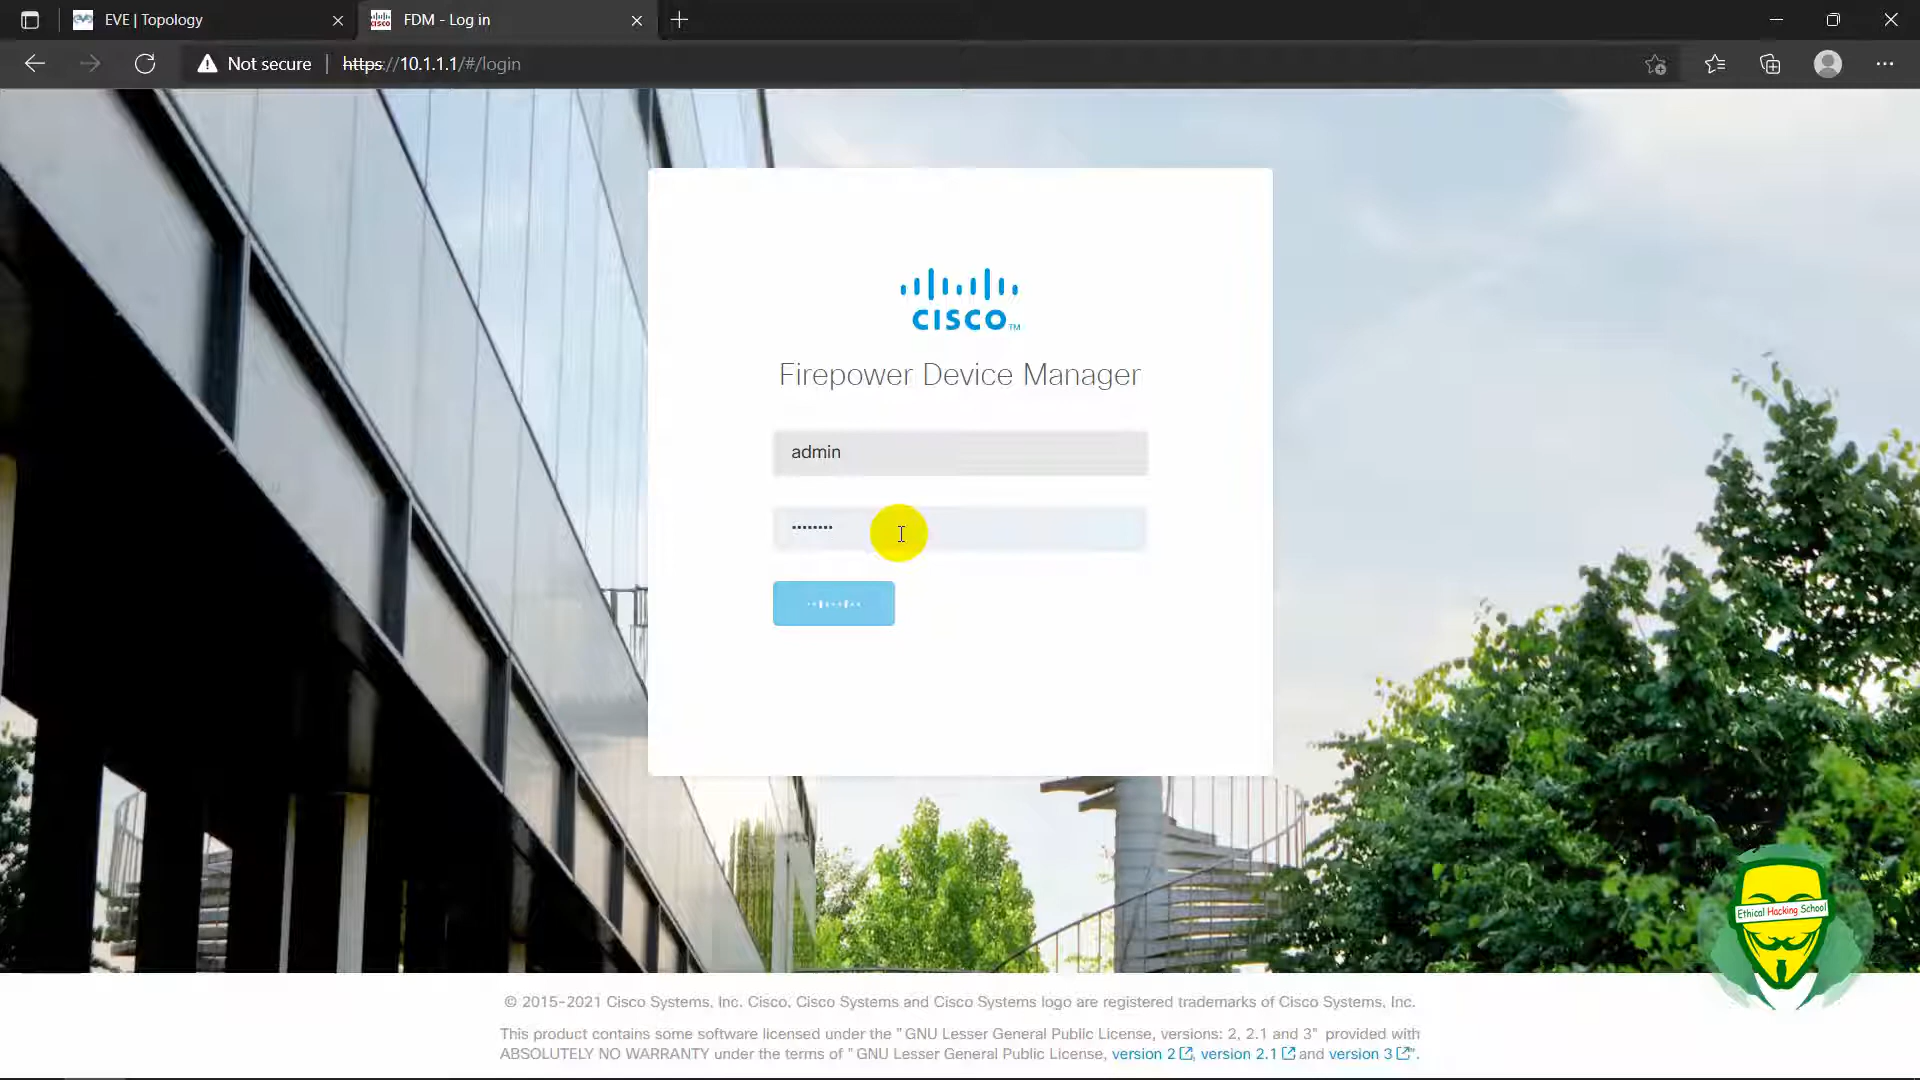 EVE | Topology
FDM - Log in
Not secure
https://10.1.1.1/#/login
CISCO™
Firepower Device Manager
admin
••••••••
Ethical Hacking School
© 2015-2021 Cisco Systems, Inc. Cisco, Cisco Systems and Cisco Systems logo are registered trademarks of Cisco Systems, Inc.
This product contains some software licensed under the "GNU Lesser General Public License, versions: 2, 2.1 and 3" provided with
ABSOLUTELY NO WARRANTY under the terms of "GNU Lesser General Public License, version 2, version 2.1 and version 3".